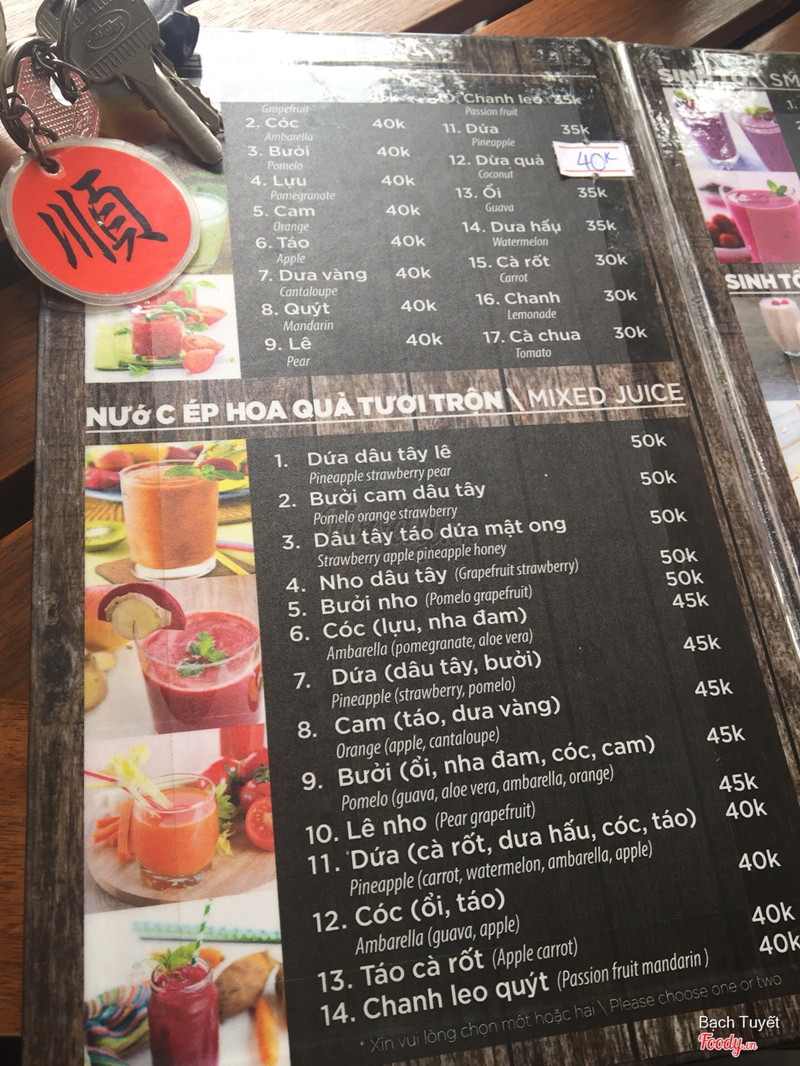 順
Grapefruit
2. Cóc 40k
Ambarella
3. Bưởi 40k
Pomelo
4. Lựu 40k
Pomegranate
5. Cam 40k
Orange
6. Táo 40k
Apple
7. Dưa vàng 40k
Cantaloupe
8. Quýt 40k
Mandarin
9. Lê 40k
Pear
Chanh leo 35k
Passion fruit
11. Dứa 35k
Pineapple
12. Dừa quả 40K
Coconut
13. Ổi 35k
Guava
14. Dưa hấu 35k
Watermelon
15. Cà rốt 30k
Carrot
16. Chanh 30k
Lemonade
17. Cà chua 30k
Tomato
NƯỚC ÉP HOA QUẢ TƯƠI TRỘN \ MIXED JUICE
1. Dứa dâu tây lê 50k
Pineapple strawberry pear
2. Bưởi cam dâu tây 50k
Pomelo orange strawberry
3. Dâu tây táo dứa mật ong 50k
Strawberry apple pineapple honey
4. Nho dâu tây (Grapefruit strawberry) 50k
5. Bưởi nho (Pomelo grapefruit) 50k
6. Cóc (lựu, nha đam) 45k
Ambarella (pomegranate, aloe vera)
7. Dứa (dâu tây, bưởi) 45k
Pineapple (strawberry, pomelo)
8. Cam (táo, dưa vàng) 45k
Orange (apple, cantaloupe)
9. Bưởi (ổi, nha đam, cóc, cam) 45k
Pomelo (guava, aloe vera, ambarella, orange)
10. Lê nho (Pear grapefruit) 45k
11. Dứa (cà rốt, dưa hấu, cóc, táo) 40k
Pineapple (carrot, watermelon, ambarella, apple)
12. Cóc (ổi, táo) 40k
Ambarella (guava, apple)
13. Táo cà rốt (Apple carrot) 40k
14. Chanh leo quýt (Passion fruit mandarin ) 40k
* Xin vui lòng chọn một hoặc hai \ Please choose one or two
SINH TỐ \ SM
1.
SINH TỐ
Bạch Tuyết
Foody.vn